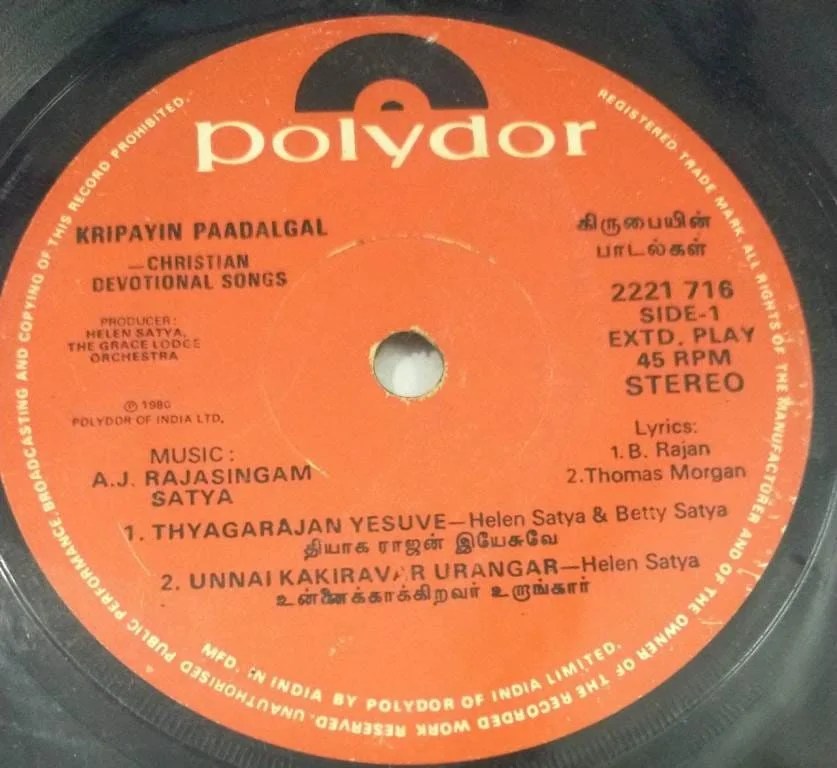 polydor
KRIPAYIN PAADALGAL
—CHRISTIAN
DEVOTIONAL SONGS
கிருபையின்
பாடல்கள்
PRODUCER:
HELEN SATYA,
THE GRACE LODGE
ORCHESTRA
2221 716
SIDE-1
EXTD. PLAY
45 RPM
STEREO
℗ 1980
POLYDOR OF INDIA LTD.
MUSIC:
A.J. RAJASINGAM
SATYA
Lyrics:
1. B. Rajan
2. Thomas Morgan
1. THYAGARAJAN YESUVE—Helen Satya & Betty Satya
தியாக ராஜன் இயேசுவே
2. UNNAI KAKIRAVAR URANGAR—Helen Satya
உன்னைக்காக்கிறவர் உறங்கார்
MFD. IN INDIA BY POLYDOR OF INDIA LIMITED.
REGISTERED TRADE MARK. ALL RIGHTS OF THE MANUFACTURER AND OF THE OWNER OF THE RECORDED WORK RESERVED. UNAUTHORISED PUBLIC PERFORMANCE. BROADCASTING AND COPYING OF THIS RECORD PROHIBITED.